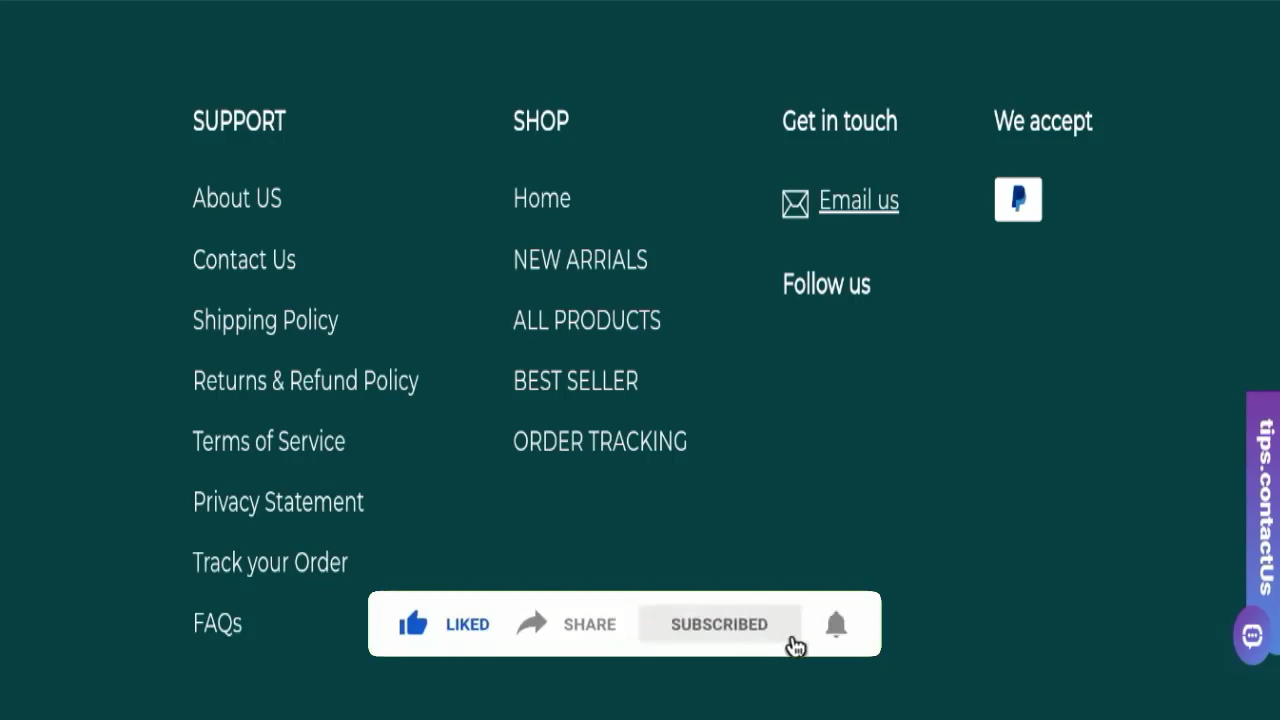 SUPPORT
About US
Contact Us
Shipping Policy
Returns & Refund Policy
Terms of Service
Privacy Statement
Track your Order
FAQs
SHOP
Home
NEW ARRIALS
ALL PRODUCTS
BEST SELLER
ORDER TRACKING
Get in touch
Email us
Follow us
We accept
LIKED
SHARE
SUBSCRIBED
tips.contactUs